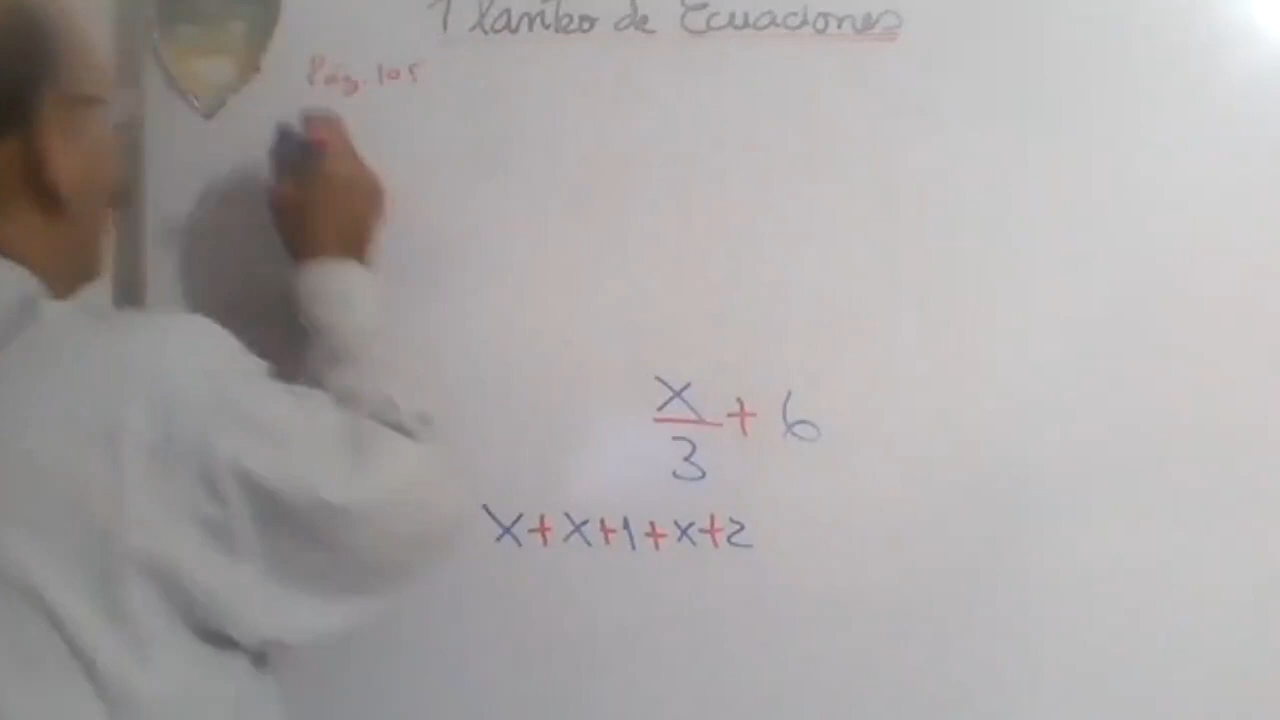 Planteo de Ecuaciones
Pág. 105
x/3 + 6
x+x+1+x+2